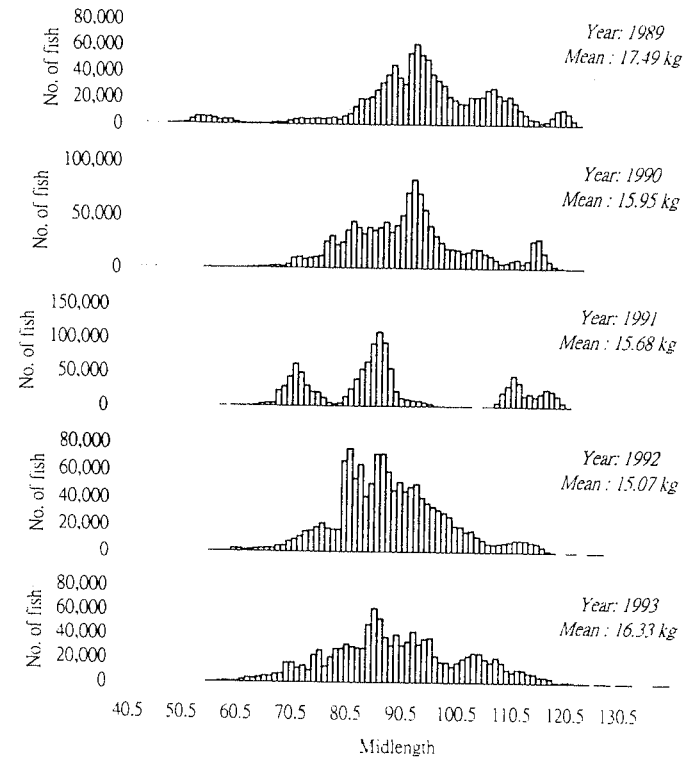 80,000
60.000
40,000
20,000
0
No. of fish
Year: 1989
Mean : 17.49 kg
100,000
50.000
0
No. of fish
Year: 1990
Mean : 15.95 kg
150,000
100,000
50.000
0
No. of fish
Year: 1991
Mean : 15.68 kg
80,000
60,000
40,000
20.000
0
No. of fish
Year: 1992
Mean : 15.07 kg
80,000
60,000
40,000
20,000
0
No. of fish
Year: 1993
Mean : 16.33 kg
40.5 50.5 60.5 70.5 80.5 90.5 100.5 110.5 120.5 130.5
Midlength